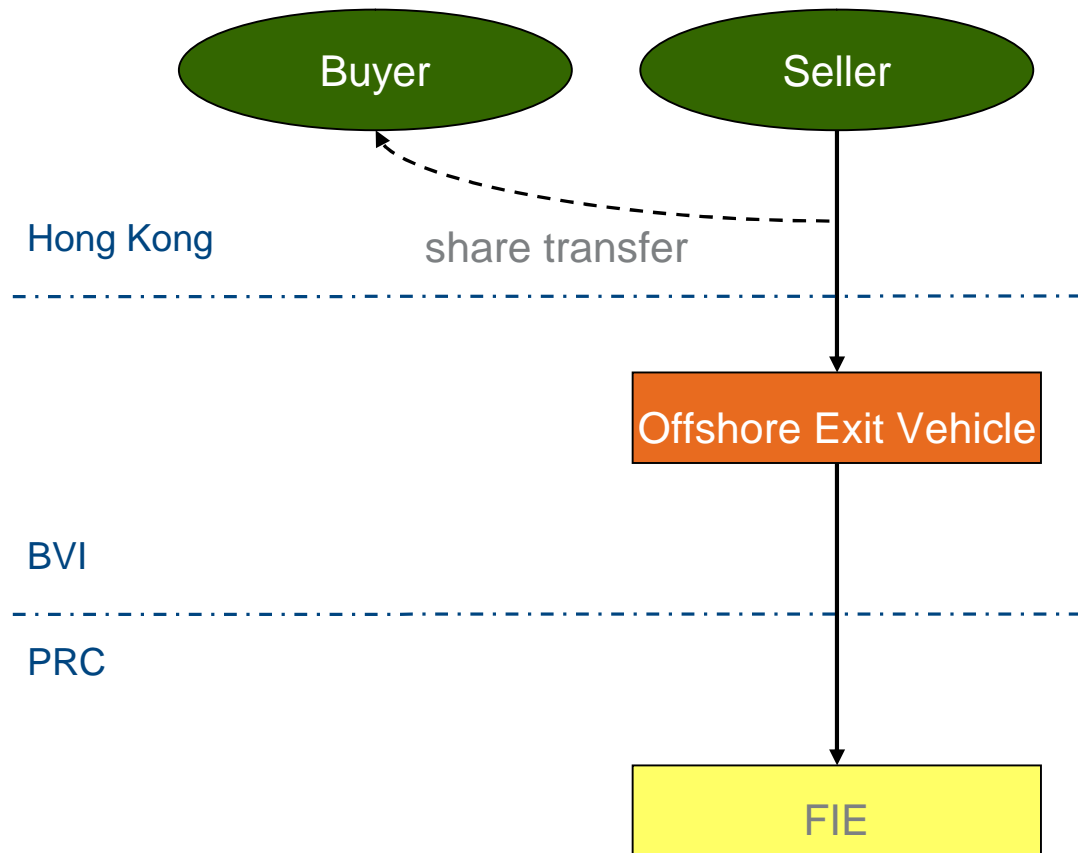 Buyer
Seller
Hong Kong
share transfer
Offshore Exit Vehicle
BVI
PRC
FIE